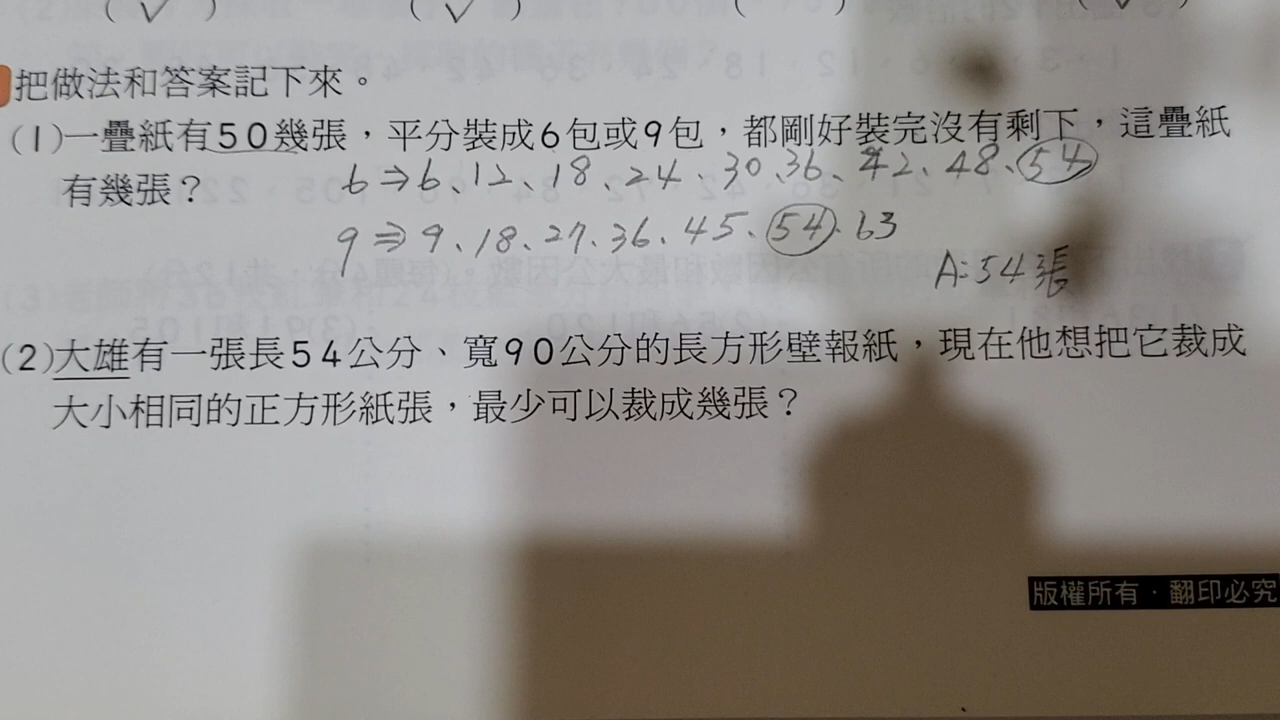 ( √ ) ( √ ) ( ) ( √ )
把做法和答案記下來。
(1)一疊紙有50幾張，平分裝成6包或9包，都剛好裝完沒有剩下，這疊紙
有幾張？
6⇒6、12、18、24、30、36、42、48、54
9⇒9、18、27、36、45、54、63
A:54張
(2)大雄有一張長54公分、寬90公分的長方形壁報紙，現在他想把它裁成
大小相同的正方形紙張，最少可以裁成幾張？
版權所有·翻印必究